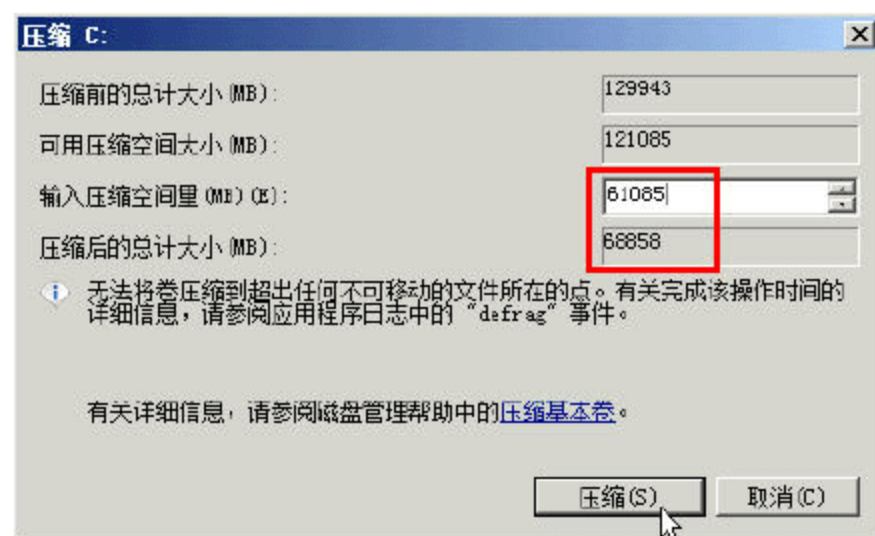 压缩 C:
压缩前的总计大小(MB): 129943
可用压缩空间大小(MB): 121085
输入压缩空间量(MB)(E): 61085
压缩后的总计大小(MB): 68858
无法将卷压缩到超出任何不可移动的文件所在的点。有关完成该操作时间的
详细信息，请参阅应用程序日志中的“defrag”事件。
有关详细信息，请参阅磁盘管理帮助中的压缩基本卷。
压缩(S) 取消(C)